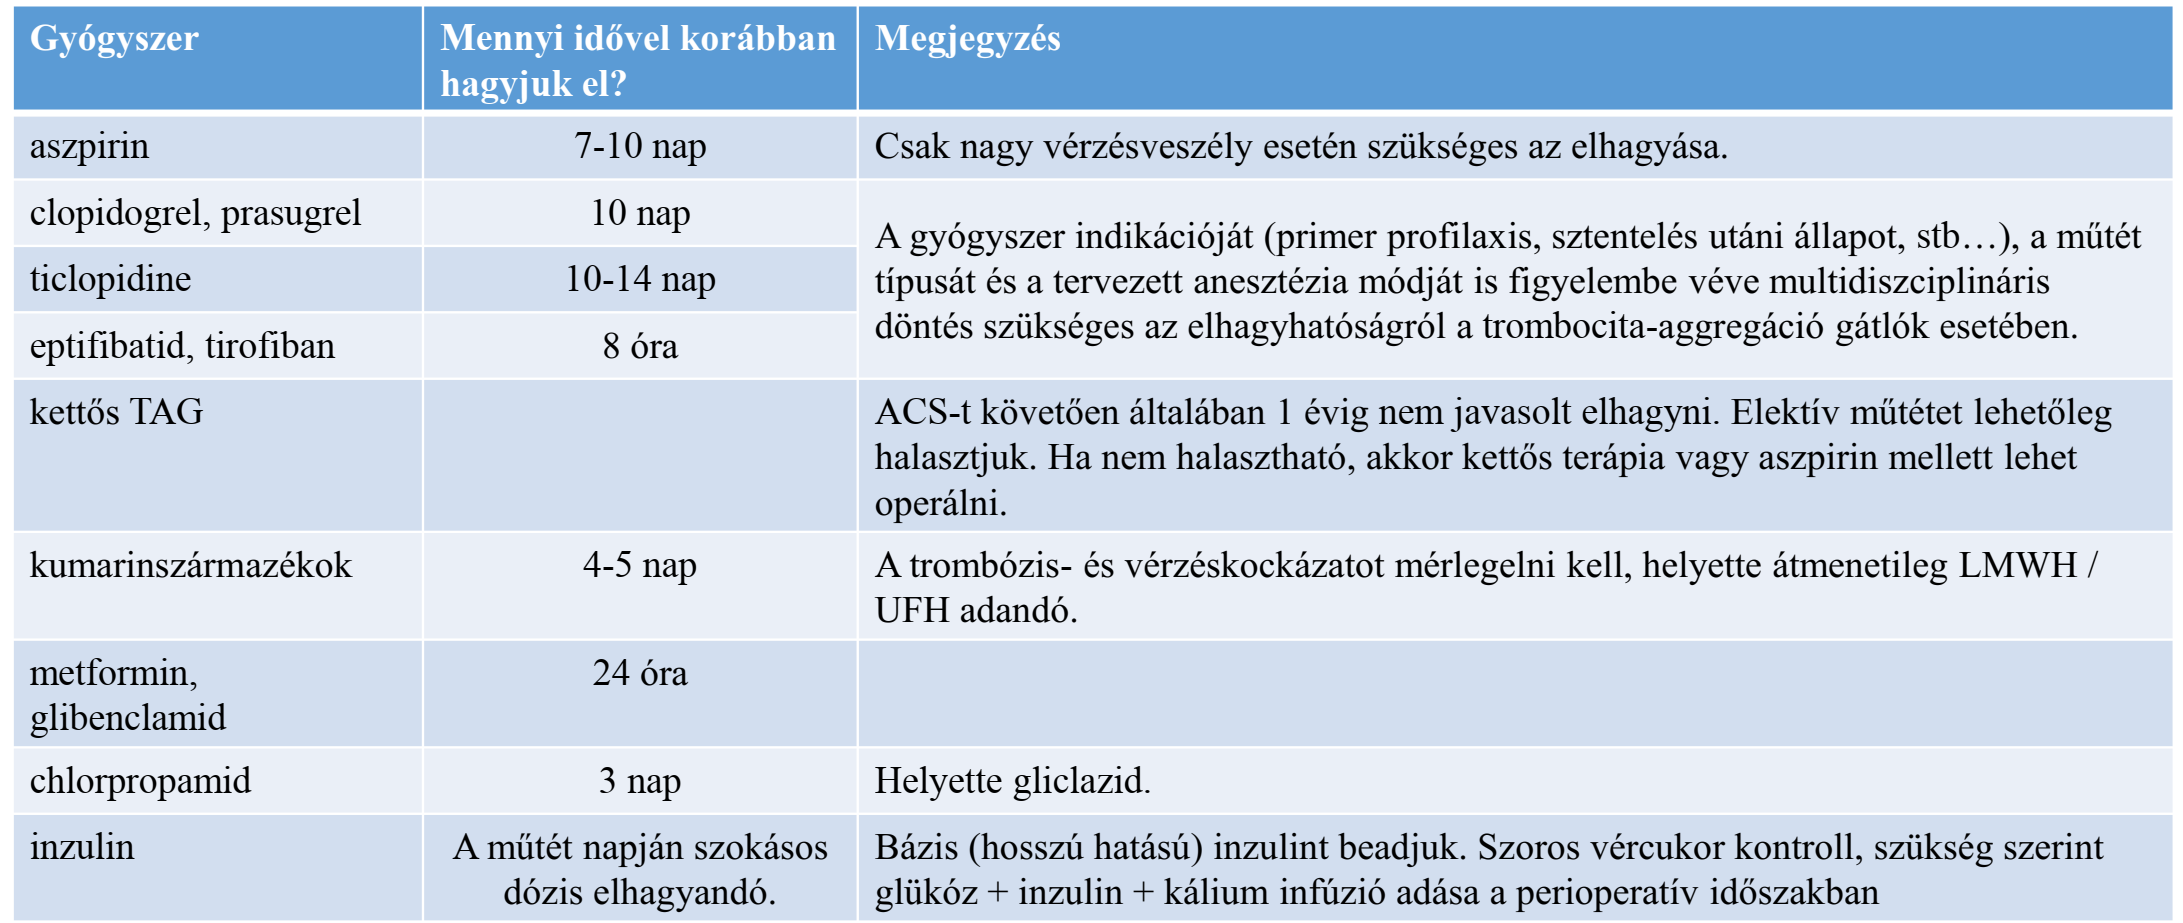 Gyógyszer
Mennyi idővel korábban
hagyjuk el?
Megjegyzés
aszpirin
7-10 nap
Csak nagy vérzésveszély esetén szükséges az elhagyása.
clopidogrel, prasugrel
10 nap
ticlopidine
10-14 nap
eptifibatid, tirofiban
8 óra
A gyógyszer indikációját (primer profilaxis, sztentelés utáni állapot, stb…), a műtét
típusát és a tervezett anesztézia módját is figyelembe véve multidiszciplináris
döntés szükséges az elhagyhatóságról a trombocita-aggregáció gátlók esetében.
kettős TAG
ACS-t követően általában 1 évig nem javasolt elhagyni. Elektív műtétet lehetőleg
halasztjuk. Ha nem halasztható, akkor kettős terápia vagy aszpirin mellett lehet
operálni.
kumarinszármazékok
4-5 nap
A trombózis- és vérzéskockázatot mérlegelni kell, helyette átmenetileg LMWH /
UFH adandó.
metformin,
glibenclamid
24 óra
chlorpropamid
3 nap
Helyette gliclazid.
inzulin
A műtét napján szokásos
dózis elhagyandó.
Bázis (hosszú hatású) inzulint beadjuk. Szoros vércukor kontroll, szükség szerint
glükóz + inzulin + kálium infúzió adása a perioperatív időszakban